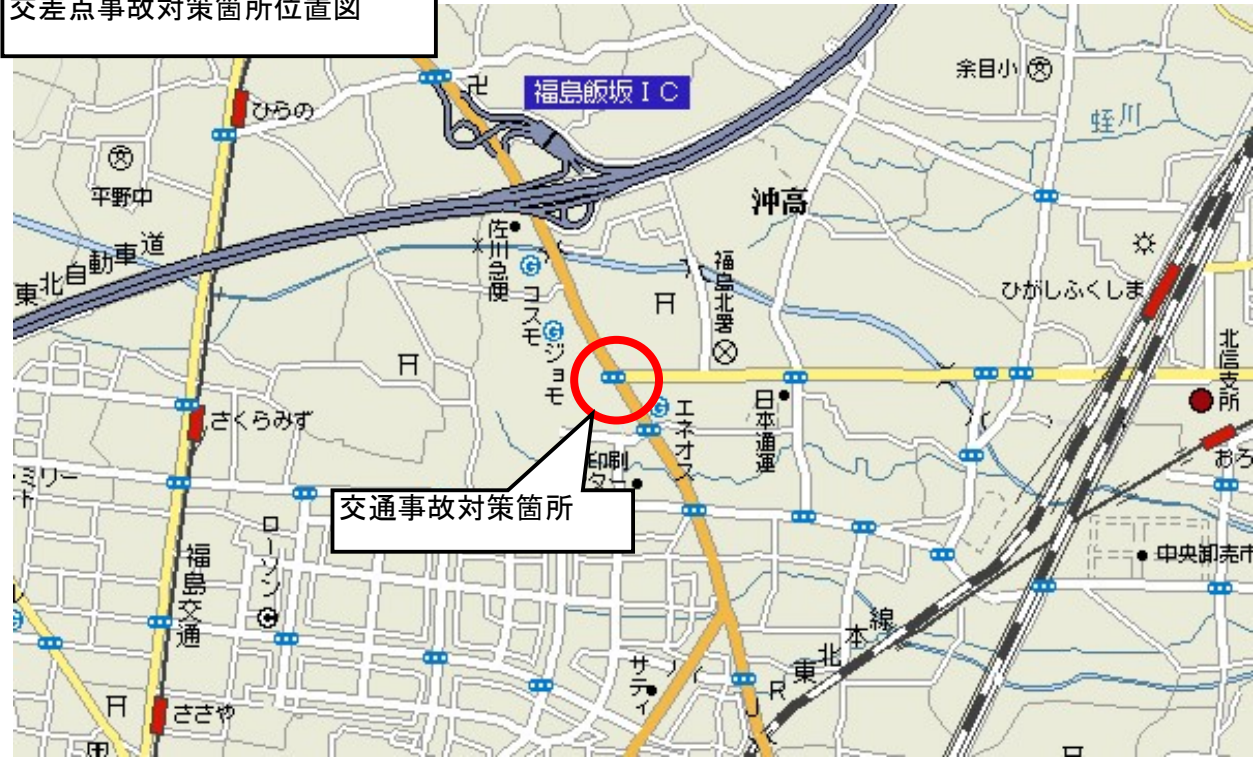 交差点事故対策箇所位置図
福島飯坂IC
余目小
蛭川
ひらの
平野中
沖高
東北自動車道
佐川急便
コスモ
ジョモ
福島北署
ひがしふくしま
北信支所
さくらみず
エネオス
日本通運
印刷
交通事故対策箇所
ローソン
福島交通
中央卸売市
サティ
JR東北本線
ささや